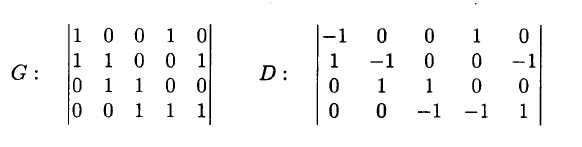 |1 0 0 1 0| |−1 0 0 1 0|
|1 1 0 0 1| |1 −1 0 0 −1|
G : |0 1 1 0 0| D : |0 1 1 0 0|
|0 0 1 1 1| |0 0 −1 −1 1|